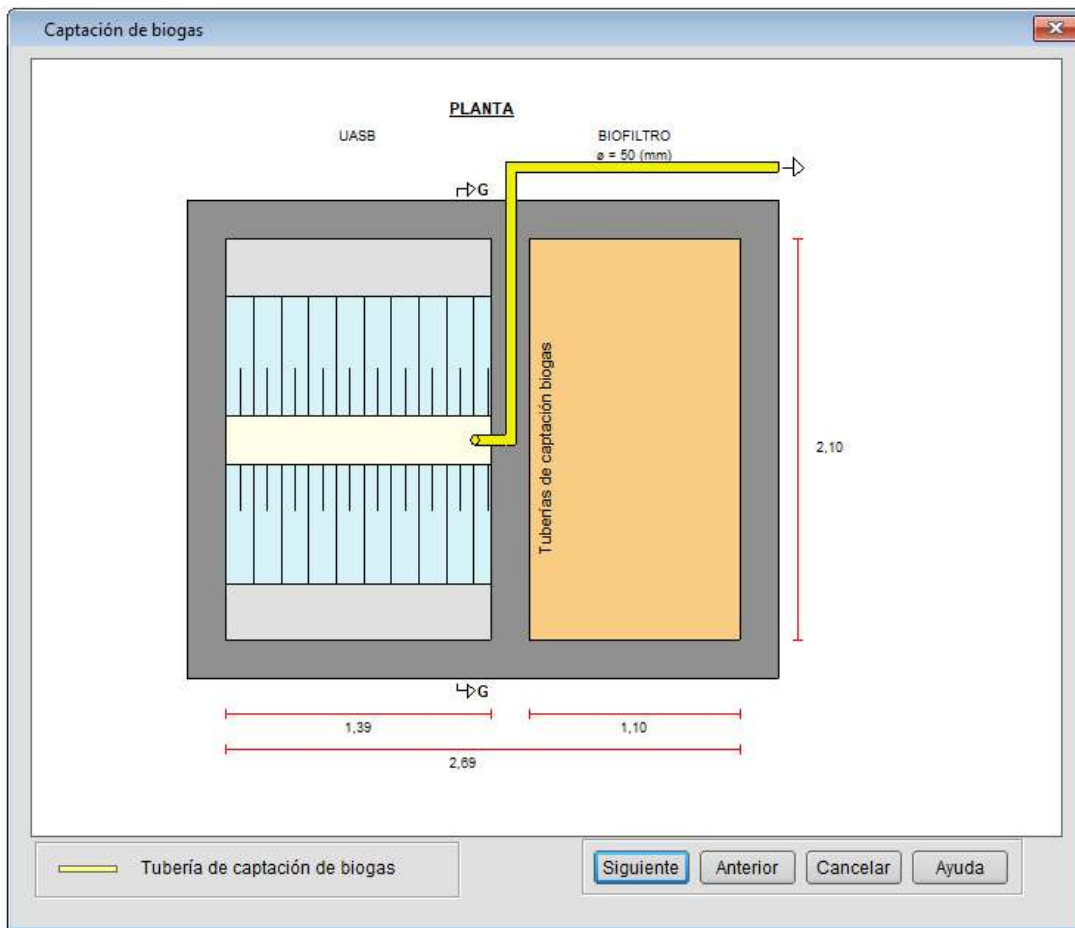 Captación de biogas
PLANTA
UASB
BIOFILTRO
ø = 50 (mm)
G
Tuberías de captación biogas
2,10
G
1,39
1,10
2,69
Tubería de captación de biogas
Siguiente
Anterior
Cancelar
Ayuda